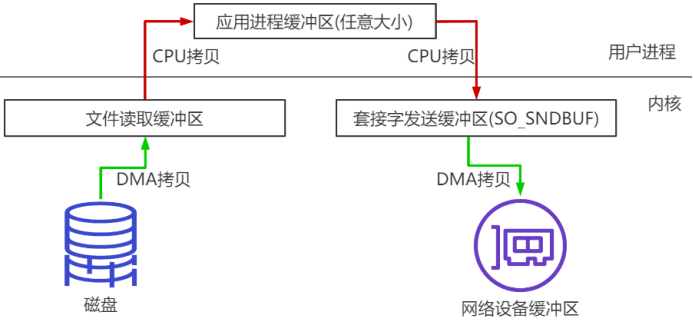 应用进程缓冲区(任意大小)
CPU拷贝
CPU拷贝
用户进程
内核
文件读取缓冲区
套接字发送缓冲区(SO_SNDBUF)
DMA拷贝
DMA拷贝
磁盘
网络设备缓冲区